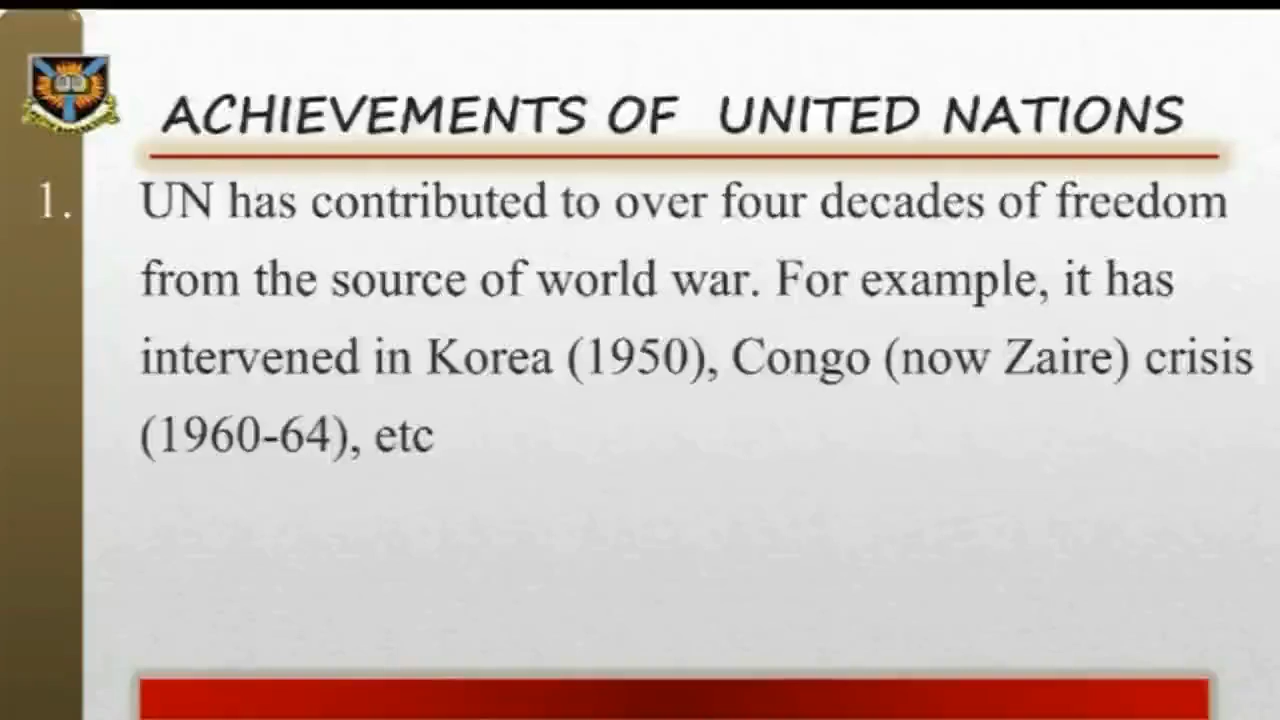 ACHIEVEMENTS OF UNITED NATIONS
1. UN has contributed to over four decades of freedom
from the source of world war. For example, it has
intervened in Korea (1950), Congo (now Zaire) crisis
(1960-64), etc